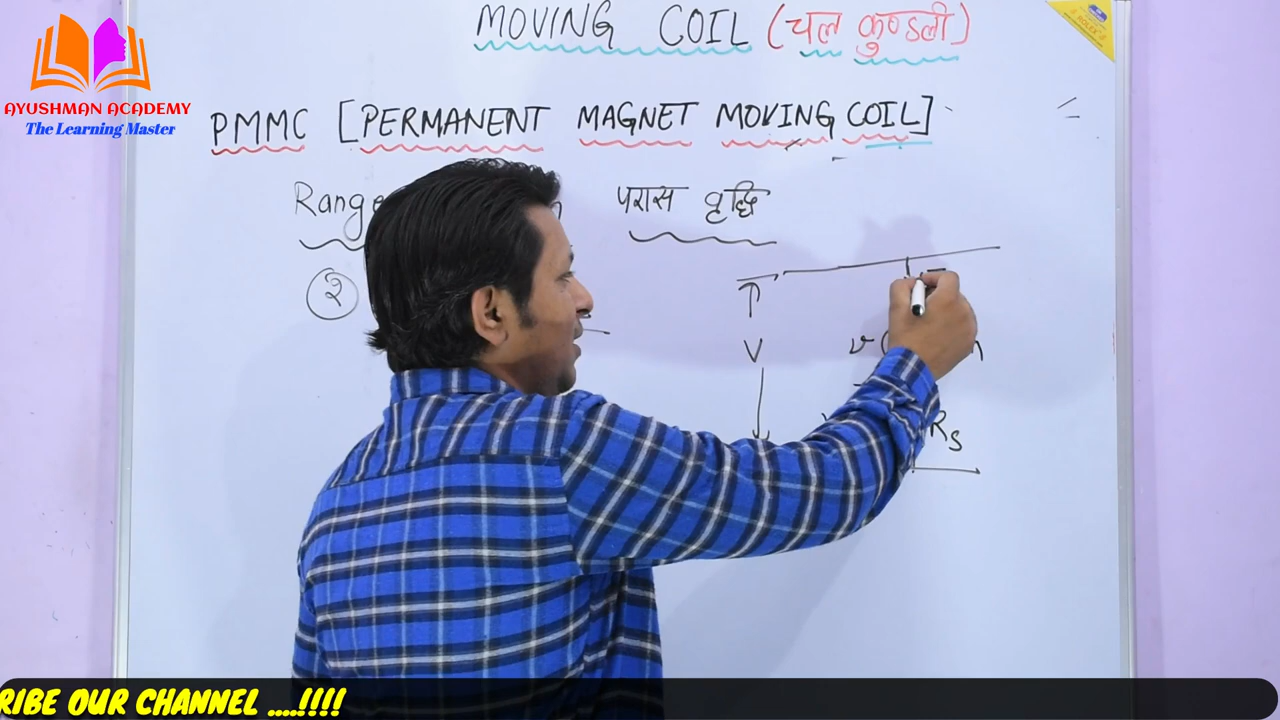 MOVING COIL (चल कुण्डली)
AYUSHMAN ACADEMY
The Learning Master
PMMC [PERMANENT MAGNET MOVING COIL]
Range परास वृद्धि
२
V
Rs
RIBE OUR CHANNEL ....!!!!